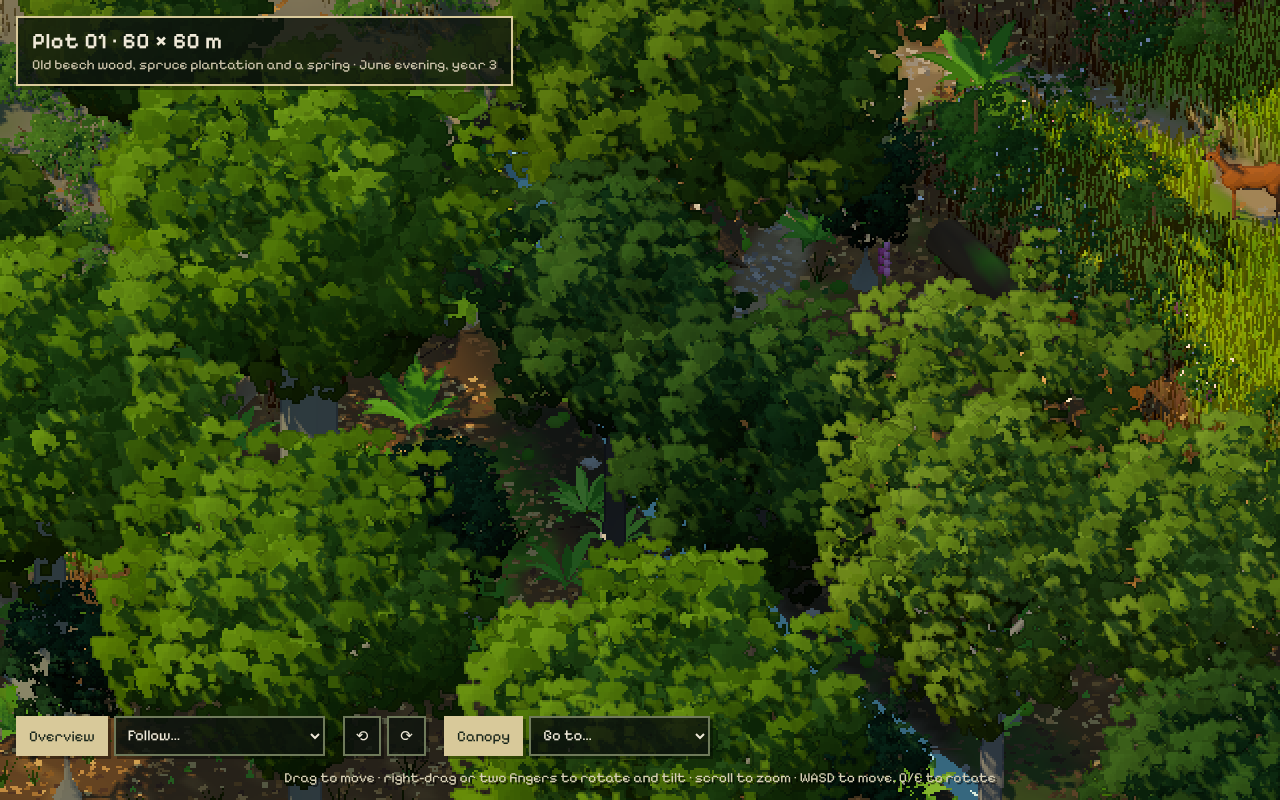 Plot 01 · 60 × 60 m
Old beech wood, spruce plantation and a spring · June evening, year 3
Overview
Follow...
⟲
⟳
Canopy
Go to...
Drag to move · right-drag or two fingers to rotate and tilt · scroll to zoom · WASD to move, Q/E to rotate